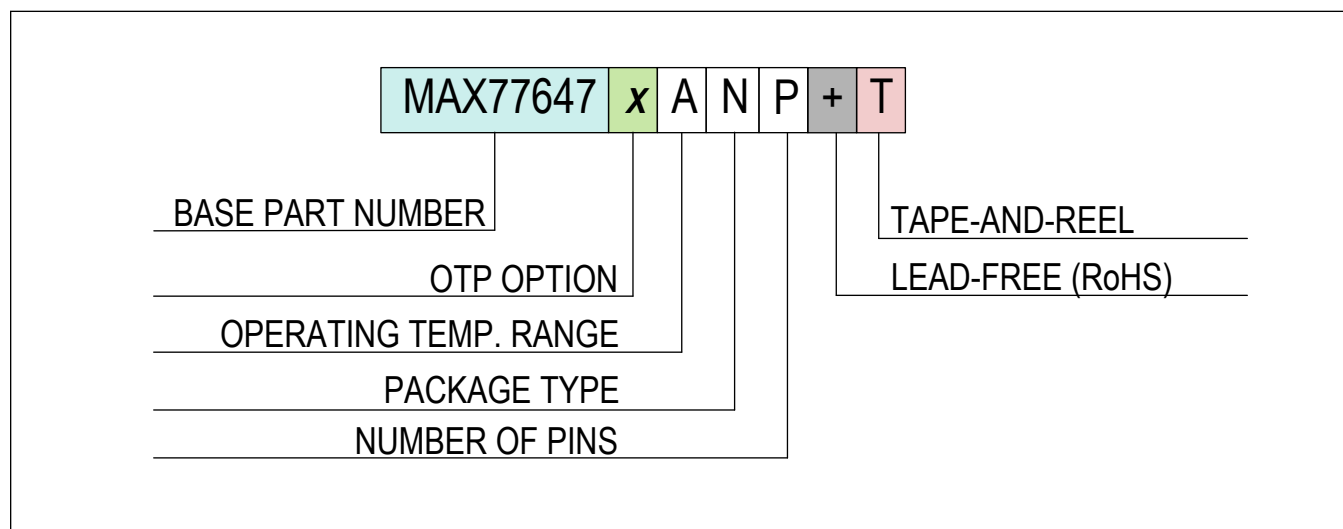 MAX77647 x A N P + T
BASE PART NUMBER
TAPE-AND-REEL
OTP OPTION
LEAD-FREE (RoHS)
OPERATING TEMP. RANGE
PACKAGE TYPE
NUMBER OF PINS